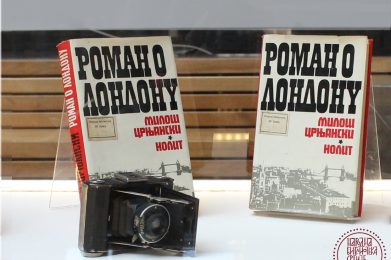 РОМАН О ЛОНДОНУ
РОМАН О
ЛОНДОНУ
МИЛОШ
ЦРЊАНСКИ
НОЛИТ
РОМАН О
ЛОНДОНУ
МИЛОШ
ЦРЊАНСКИ
НОЛИТ